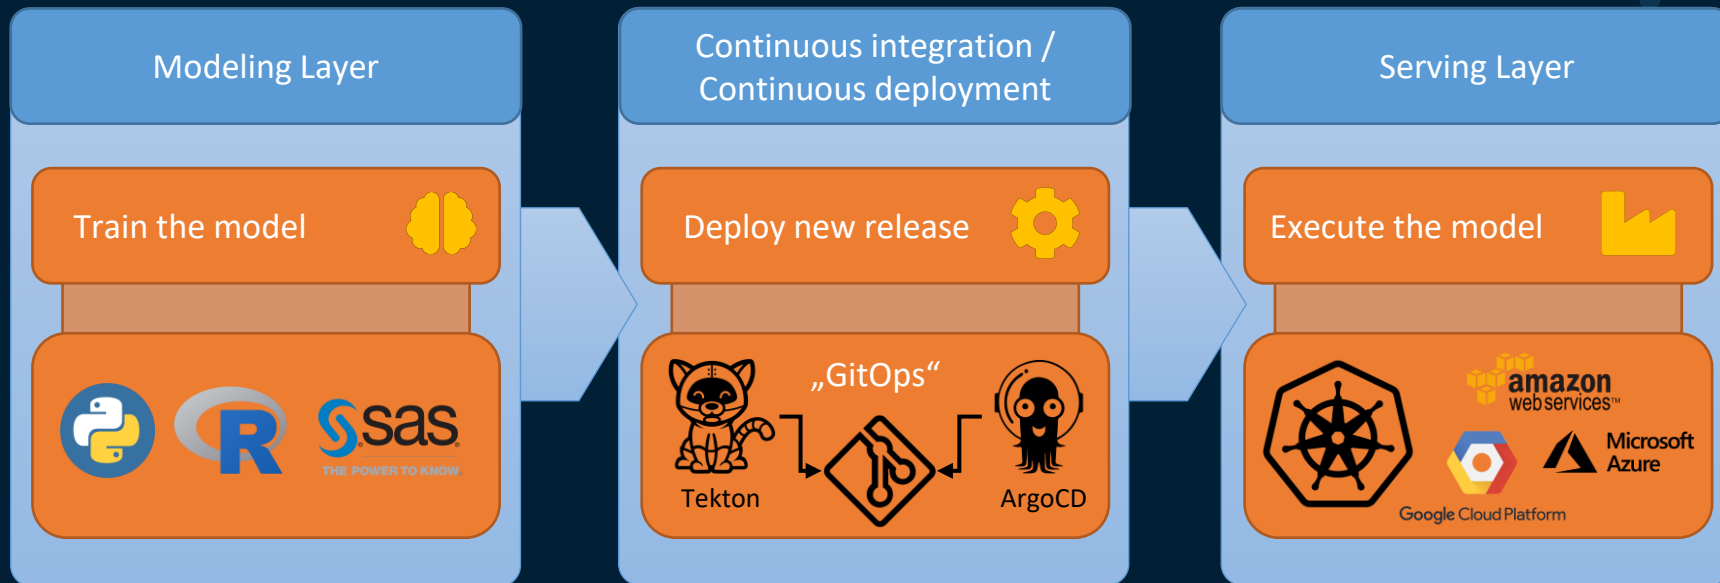 Modeling Layer
Continuous integration /
Continuous deployment
Serving Layer
Train the model
Deploy new release
Execute the model
R
sas
THE POWER TO KNOW
„GitOps“
Tekton
ArgoCD
amazon
webservices™
Microsoft
Azure
Google Cloud Platform